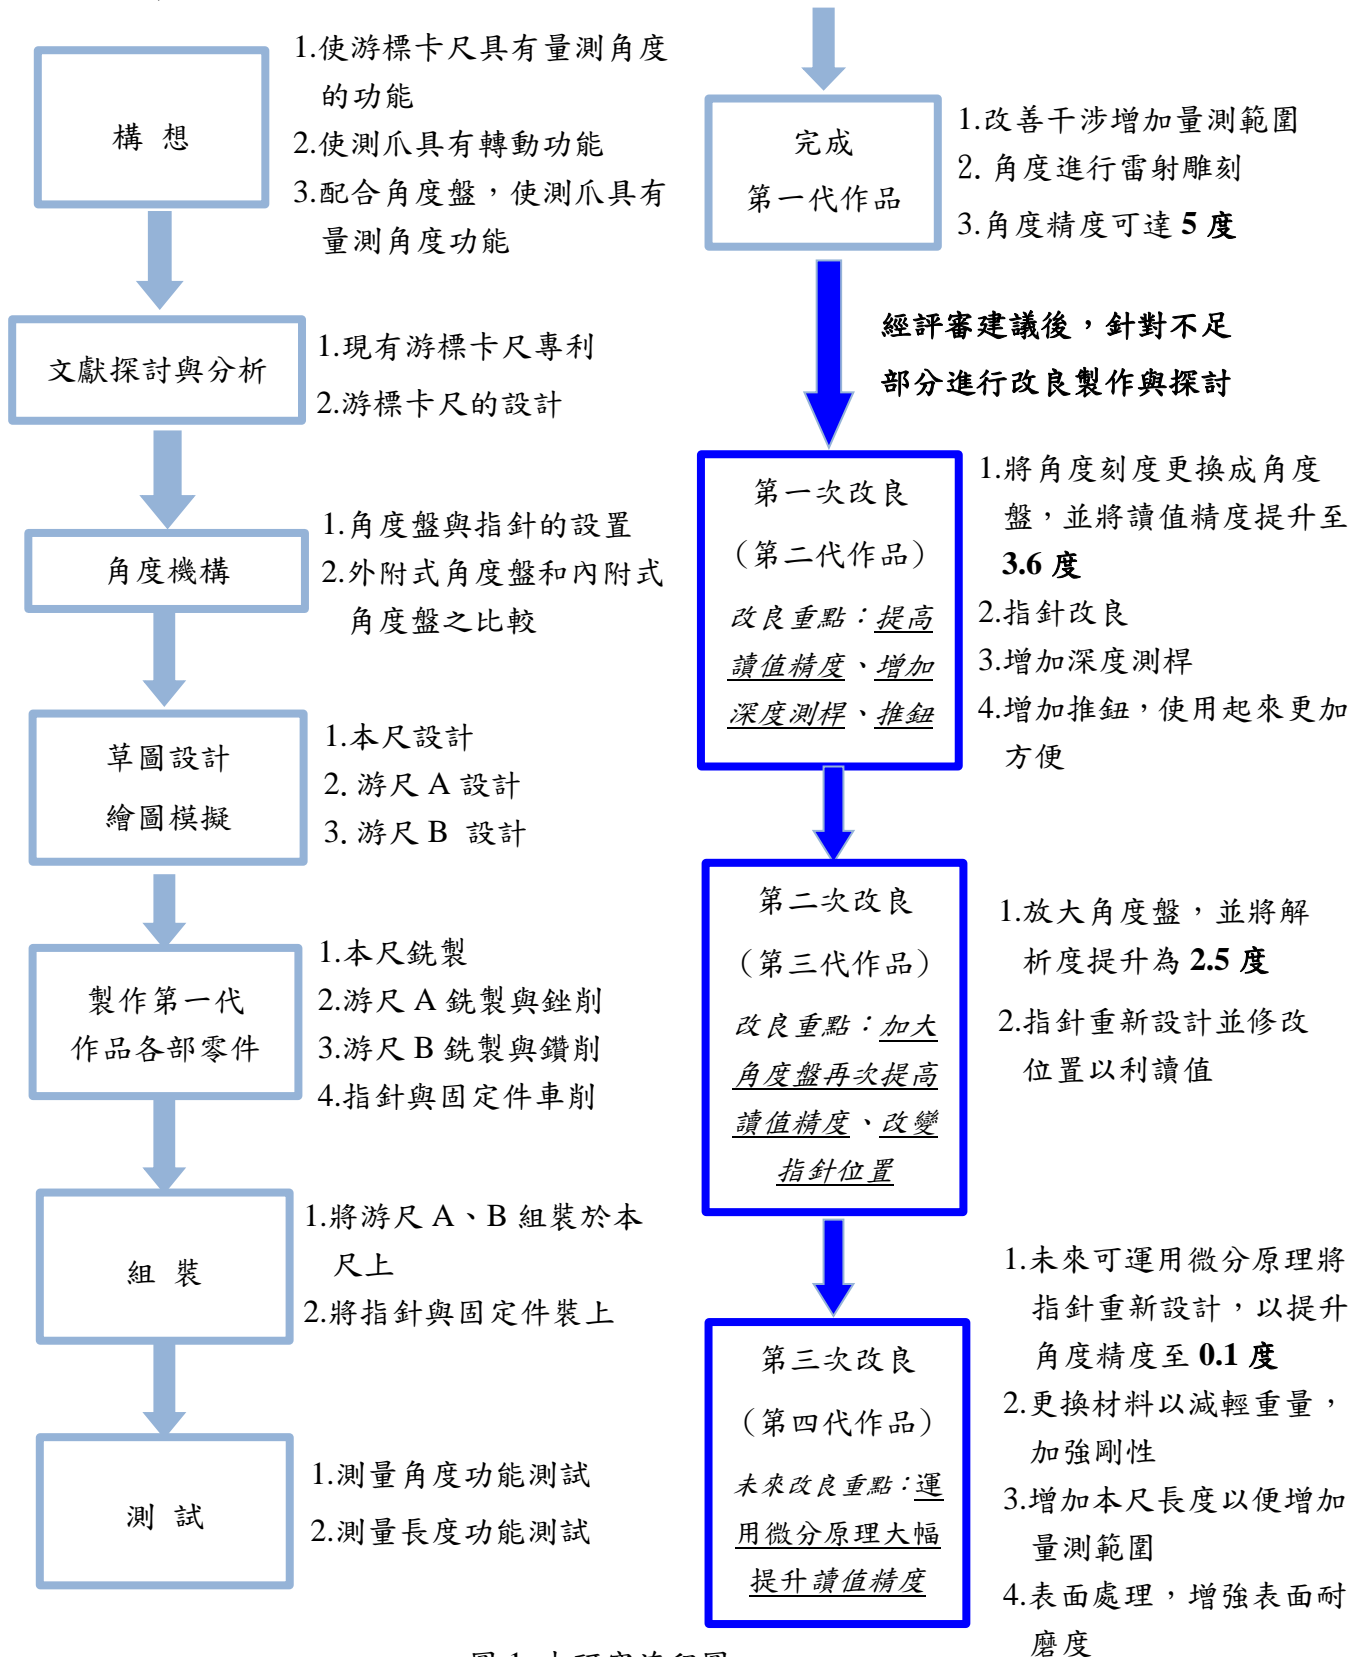 構 想
1.使游標卡尺具有量測角度
的功能
2.使測爪具有轉動功能
3.配合角度盤，使測爪具有
量測角度功能
文獻探討與分析
1.現有游標卡尺專利
2.游標卡尺的設計
角度機構
1.角度盤與指針的設置
2.外附式角度盤和內附式
角度盤之比較
草圖設計
繪圖模擬
1.本尺設計
2. 游尺 A 設計
3. 游尺 B 設計
製作第一代
作品各部零件
1.本尺銑製
2.游尺 A 銑製與銼削
3.游尺 B 銑製與鑽削
4.指針與固定件車削
組 裝
1.將游尺 A、B 組裝於本
尺上
2.將指針與固定件裝上
測 試
1.測量角度功能測試
2.測量長度功能測試
完成
第一代作品
1.改善干涉增加量測範圍
2. 角度進行雷射雕刻
3.角度精度可達 5 度
經評審建議後，針對不足
部分進行改良製作與探討
第一次改良
（第二代作品）
改良重點：提高
讀值精度、增加
深度測桿、推鈕
1.將角度刻度更換成角度
盤，並將讀值精度提升至
3.6 度
2.指針改良
3.增加深度測桿
4.增加推鈕，使用起來更加
方便
第二次改良
（第三代作品）
改良重點：加大
角度盤再次提高
讀值精度、改變
指針位置
1.放大角度盤，並將解
析度提升為 2.5 度
2.指針重新設計並修改
位置以利讀值
第三次改良
（第四代作品）
未來改良重點：運
用微分原理大幅
提升讀值精度
1.未來可運用微分原理將
指針重新設計，以提升
角度精度至 0.1 度
2.更換材料以減輕重量，
加強剛性
3.增加本尺長度以便增加
量測範圍
4.表面處理，增強表面耐
磨度